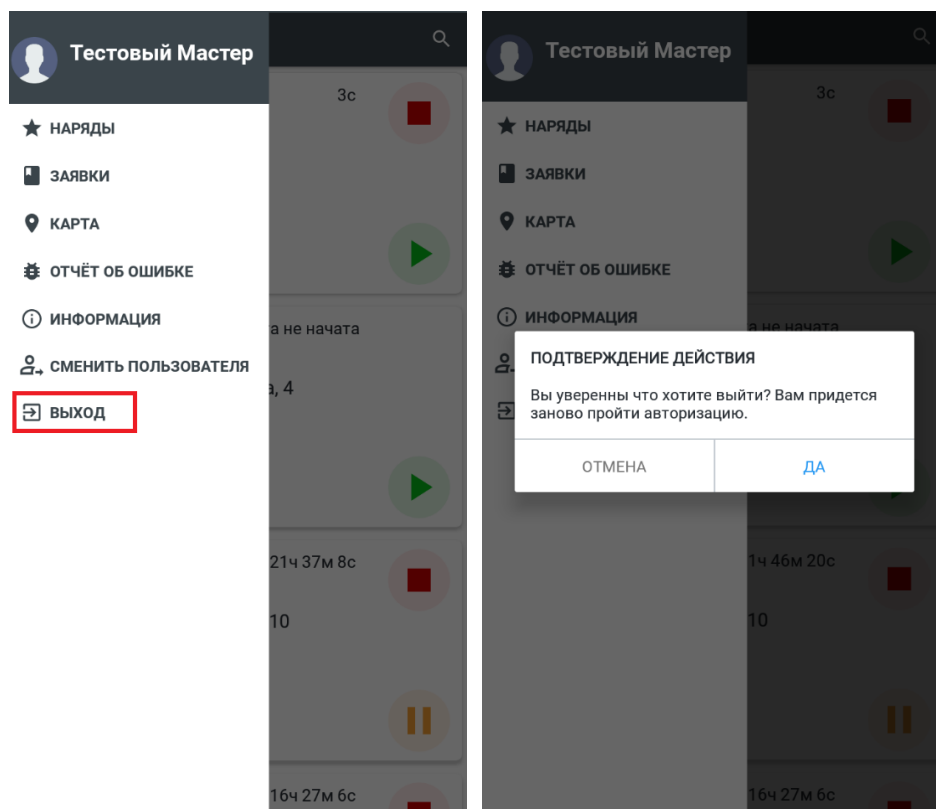 Тестовый Мастер
3с
НАРЯДЫ
ЗАЯВКИ
КАРТА
ОТЧЁТ ОБ ОШИБКЕ
ИНФОРМАЦИЯ
а не начата
СМЕНИТЬ ПОЛЬЗОВАТЕЛЯ
а, 4
ВЫХОД
21ч 37м 8с
10
16ч 27м 6с
Тестовый Мастер
3с
НАРЯДЫ
ЗАЯВКИ
КАРТА
ОТЧЁТ ОБ ОШИБКЕ
ИНФОРМАЦИЯ
а не начата
ПОДТВЕРЖДЕНИЕ ДЕЙСТВИЯ
Вы уверенны что хотите выйти? Вам придется
заново пройти авторизацию.
ОТМЕНА
ДА
1ч 46м 20с
10
16ч 27м 6с